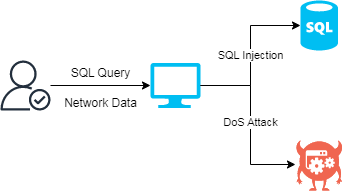 SQL Query
Network Data
SQL Injection
SQL
DoS Attack